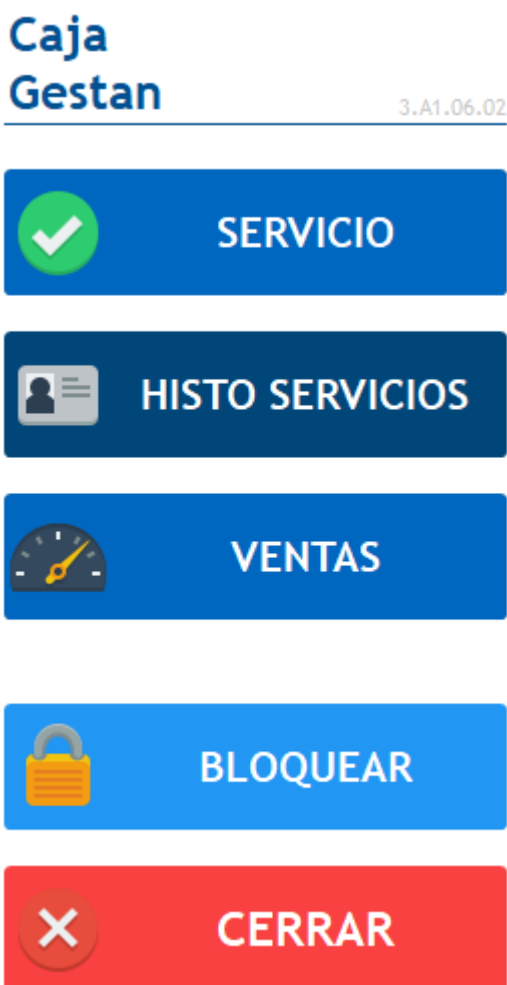 Caja
Gestan
3.A1.06.02
SERVICIO
HISTO SERVICIOS
VENTAS
BLOQUEAR
CERRAR